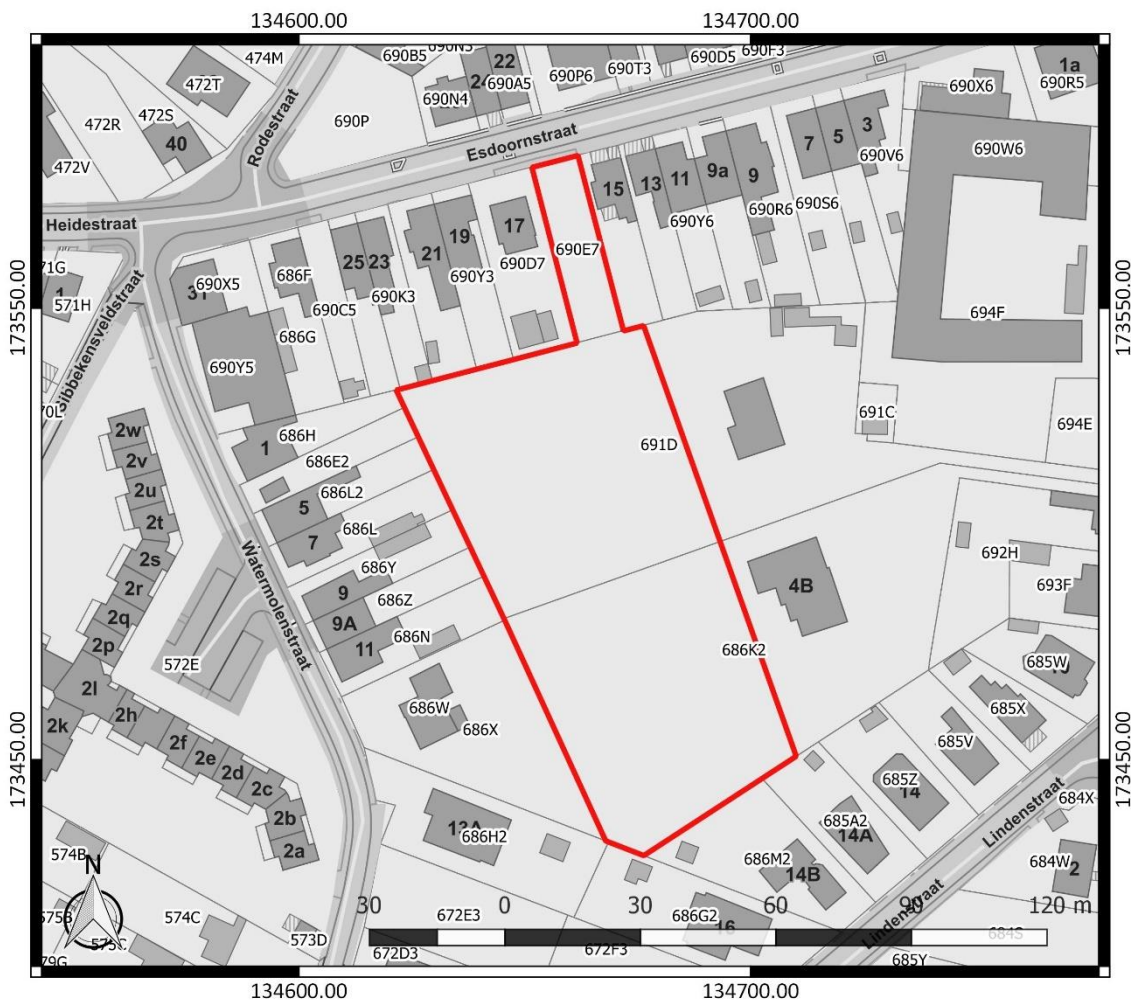 134600.00 134700.00
474M 690B5 690N3 22 690A5 690P6 690T3 690D5 690F3 1a 690R5
472T 24 690N4 690X6
472R 472S 40 Rodestraat 690P Esdoornstraat 7 5 3 690V6 690W6
472V
15 13 11 9a 9
Heidestraat 17 690E7 690Y6 690R6 690S6
25 23 21 19 690Y3 690D7
571H 31 690X5 686F 690C5 690K3
173550.00 173550.00
686G 694F
690Y5
Sibbekensveldstraat
691C 694E
2w 1 686H 691D
2v 686E2
2u 5 686L2
2t 7 686L
2s 686Y 692H
2r 9 686Z 4B 693F
2q 9A
2p 572E Watermolenstraat 11 686N 686K2 685W
2l 686W 685X
2k 2h 686X 685V
2f 2e 2d 2c 685Z 14
173450.00 173450.00
2b 13A 686H2 685A2 14A Lindenstraat 684X
2a 686M2 14B 684W 2
574B
N
30 0 30 60 90 120 m
574C 672E3 686G2 16 Lindenstraat 684S
575C 573D 672D3 672F3 685Y
134600.00 134700.00